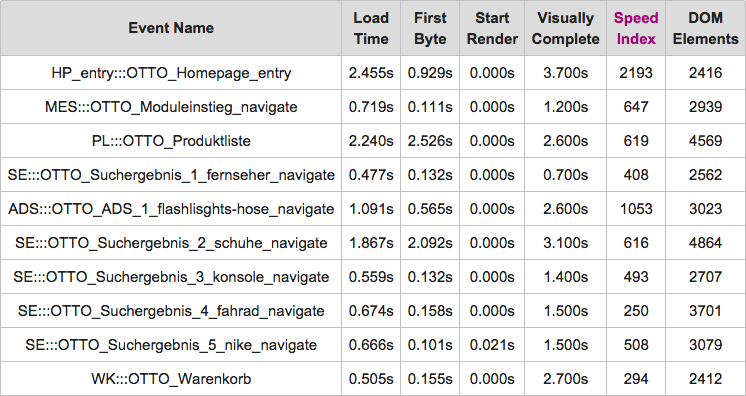 Event Name Load Time First Byte Start Render Visually Complete Speed Index DOM Elements
HP_entry:::OTTO_Homepage_entry 2.455s 0.929s 0.000s 3.700s 2193 2416
MES:::OTTO_Moduleinstieg_navigate 0.719s 0.111s 0.000s 1.200s 647 2939
PL:::OTTO_Produktliste 2.240s 2.526s 0.000s 2.600s 619 4569
SE:::OTTO_Suchergebnis_1_fernseher_navigate 0.477s 0.132s 0.000s 0.700s 408 2562
ADS:::OTTO_ADS_1_flashlisghts-hose_navigate 1.091s 0.565s 0.000s 2.600s 1053 3023
SE:::OTTO_Suchergebnis_2_schuhe_navigate 1.867s 2.092s 0.000s 3.100s 616 4864
SE:::OTTO_Suchergebnis_3_konsole_navigate 0.559s 0.132s 0.000s 1.400s 493 2707
SE:::OTTO_Suchergebnis_4_fahrad_navigate 0.674s 0.158s 0.000s 1.500s 250 3701
SE:::OTTO_Suchergebnis_5_nike_navigate 0.666s 0.101s 0.021s 1.500s 508 3079
WK:::OTTO_Warenkorb 0.505s 0.155s 0.000s 2.700s 294 2412